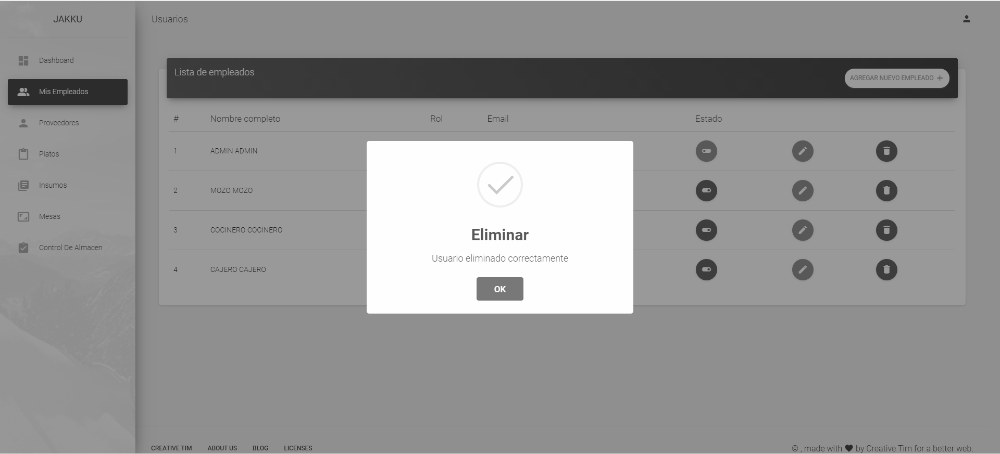 JAKKU
Usuarios
Dashboard
Mis Empleados
Proveedores
Platos
Insumos
Mesas
Control De Almacen
Lista de empleados
AGREGAR NUEVO EMPLEADO +
# Nombre completo Rol Email Estado
1 ADMIN ADMIN
2 MOZO MOZO
3 COCINERO COCINERO
4 CAJERO CAJERO
Eliminar
Usuario eliminado correctamente
OK
CREATIVE TIM ABOUT US BLOG LICENSES
© , made with ♥ by Creative Tim for a better web.